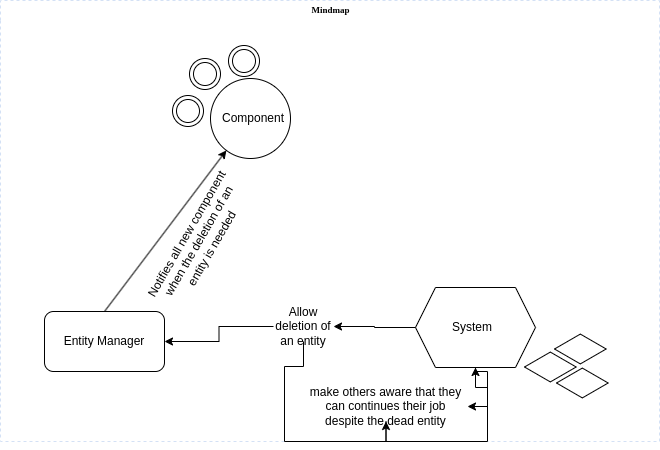 Mindmap
Component
Notifies all new component
when the deletion of an
entity is needed
Allow
deletion of
an entity
System
Entity Manager
make others aware that they
can continues their job
despite the dead entity